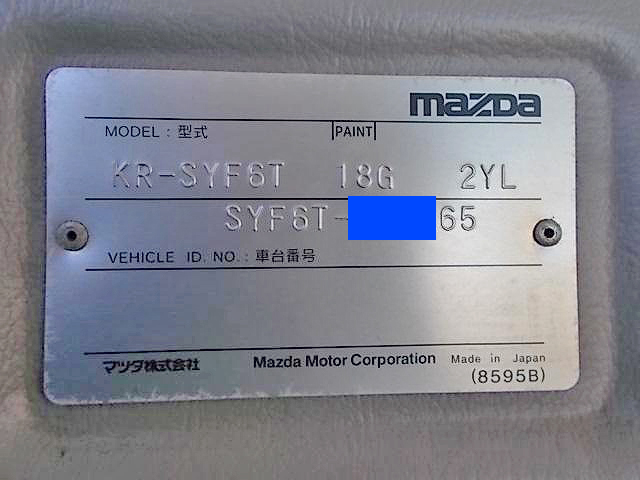 mazda
MODEL : 型式 PAINT
KR-SYF6T 18G 2YL
SYF6T- 65
VEHICLE ID. NO. : 車台番号
マツダ株式会社 Mazda Motor Corporation Made in Japan
(8595B)